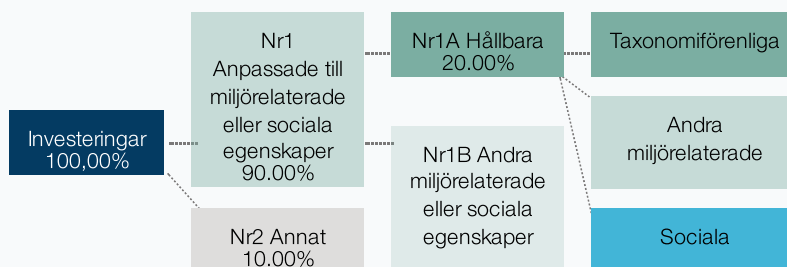 Investeringar
100,00%
Nr1
Anpassade till
miljörelaterade
eller sociala
egenskaper
90.00%
Nr2 Annat
10.00%
Nr1A Hållbara
20.00%
Nr1B Andra
miljörelaterade
eller sociala
egenskaper
Taxonomiförenliga
Andra
miljörelaterade
Sociala